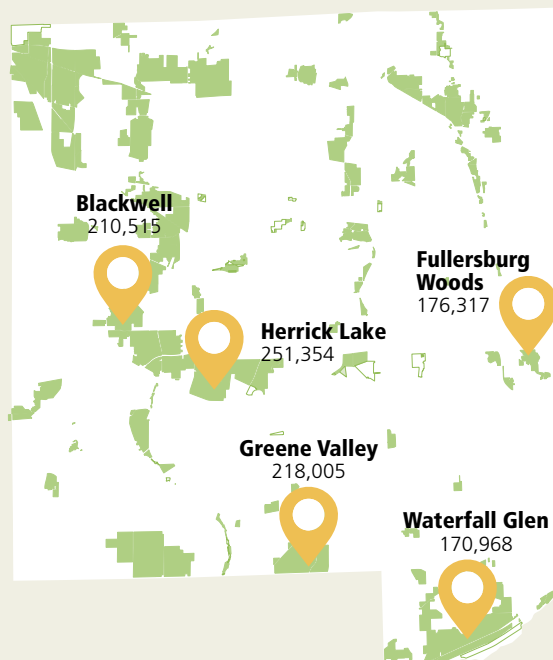 Blackwell
210,515
Fullersburg
Woods
176,317
Herrick Lake
251,354
Greene Valley
218,005
Waterfall Glen
170,968